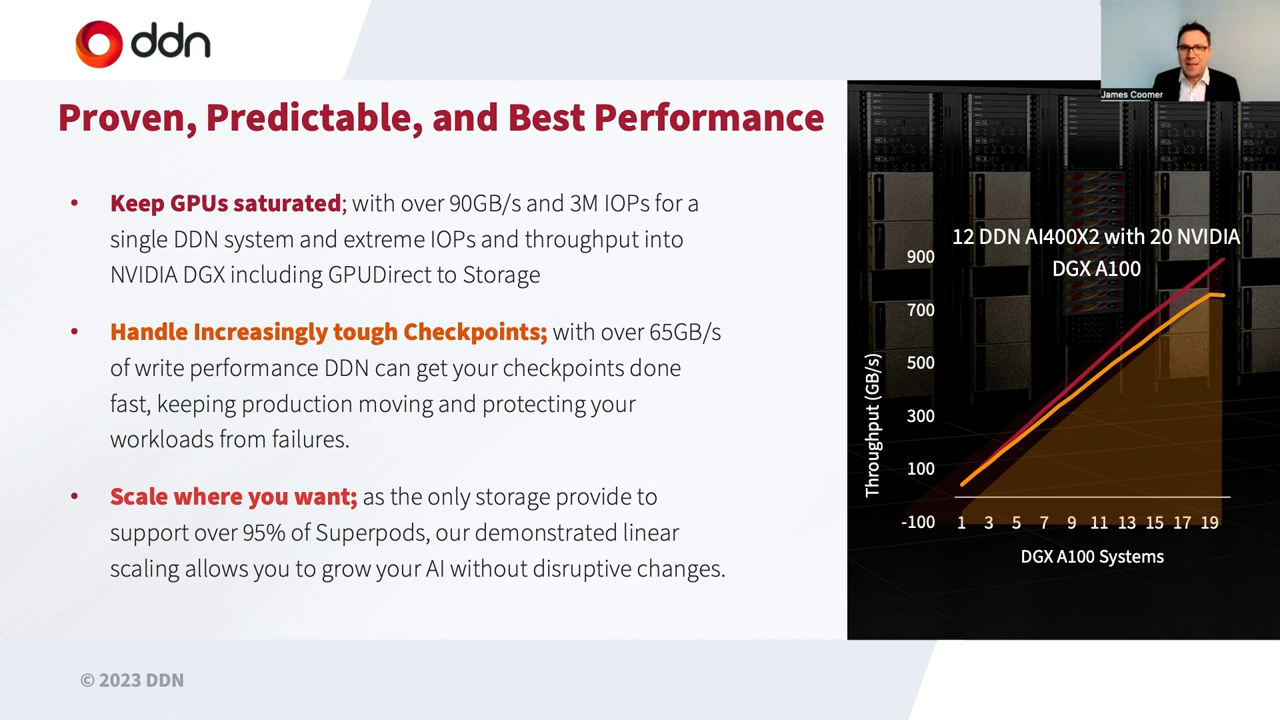 ddn
James Coomer
Proven, Predictable, and Best Performance
• Keep GPUs saturated; with over 90GB/s and 3M IOPs for a
single DDN system and extreme IOPs and throughput into
NVIDIA DGX including GPUDirect to Storage
• Handle Increasingly tough Checkpoints; with over 65GB/s
of write performance DDN can get your checkpoints done
fast, keeping production moving and protecting your
workloads from failures.
• Scale where you want; as the only storage provide to
support over 95% of Superpods, our demonstrated linear
scaling allows you to grow your AI without disruptive changes.
12 DDN AI400X2 with 20 NVIDIA
DGX A100
Throughput (GB/s)
900
700
500
300
100
-100
1 3 5 7 9 11 13 15 17 19
DGX A100 Systems
© 2023 DDN